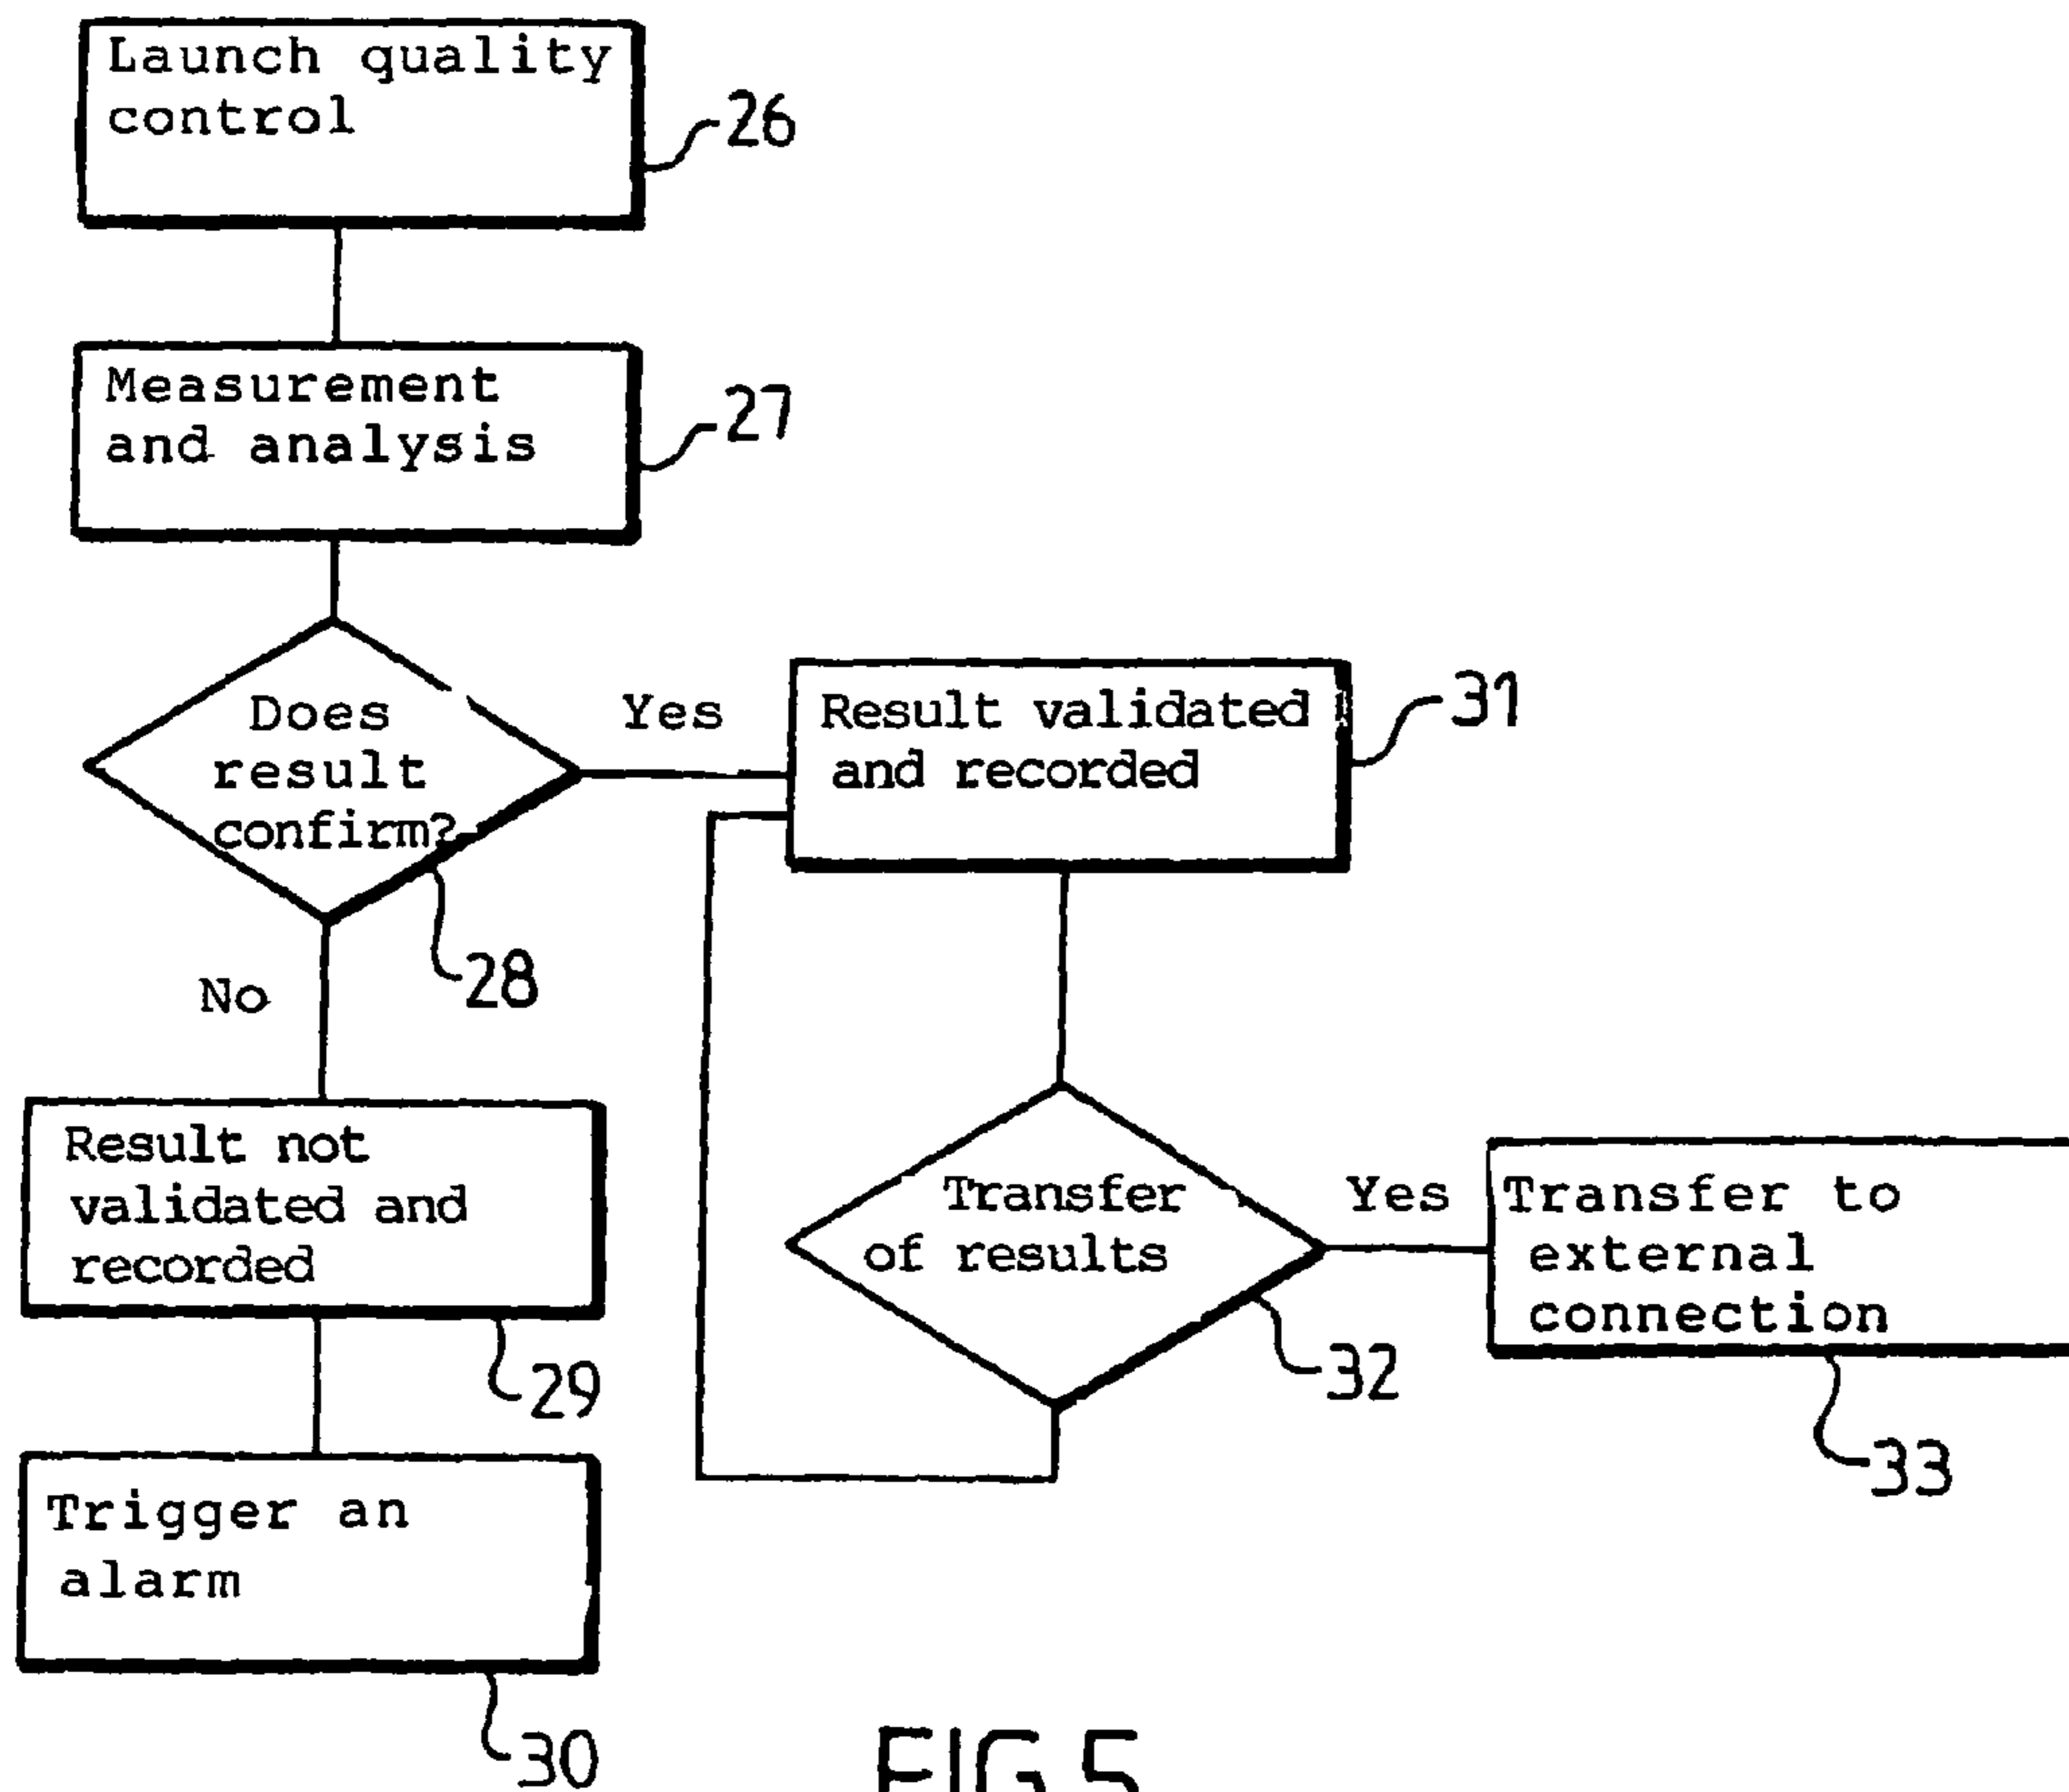 Launch quality
control
26
Measurement
and analysis
27
Does
result
confirm?
28
Yes
Result validated
and recorded
31
No
Result not
validated and
recorded
29
Transfer
of results
32
Yes
Transfer to
external
connection
33
Trigger an
alarm
30
FIG.5